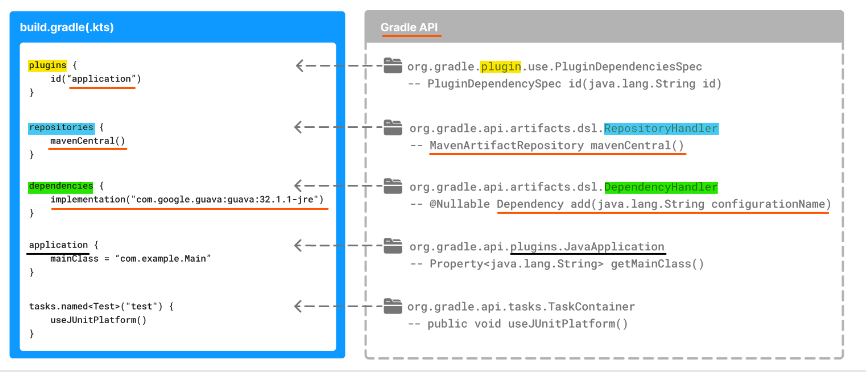 build.gradle(.kts)
plugins {
id(“application”)
}
repositories {
mavenCentral()
}
dependencies {
implementation("com.google.guava:guava:32.1.1-jre")
}
application {
mainClass = “com.example.Main”
}
tasks.named<Test>("test") {
useJUnitPlatform()
}
Gradle API
org.gradle.plugin.use.PluginDependenciesSpec
-- PluginDependencySpec id(java.lang.String id)
org.gradle.api.artifacts.dsl.RepositoryHandler
-- MavenArtifactRepository mavenCentral()
org.gradle.api.artifacts.dsl.DependencyHandler
-- @Nullable Dependency add(java.lang.String configurationName)
org.gradle.api.plugins.JavaApplication
-- Property<java.lang.String> getMainClass()
org.gradle.api.tasks.TaskContainer
-- public void useJUnitPlatform()